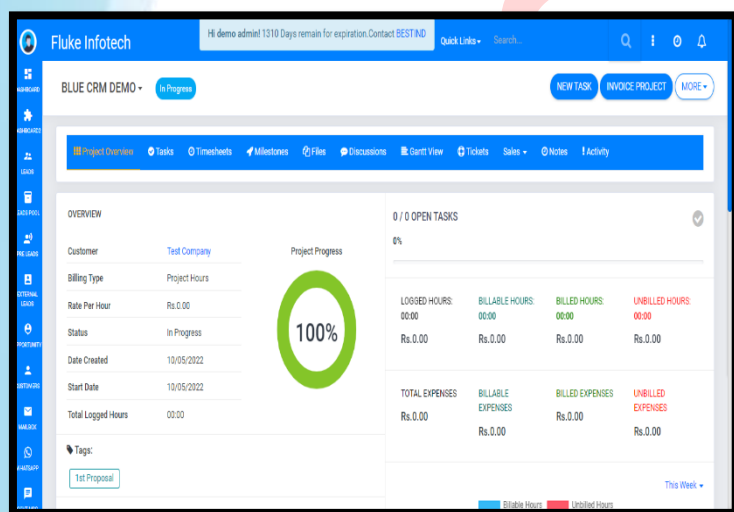 Fluke Infotech
Hi demo admin! 1310 Days remain for expiration.Contact BESTIND
Quick Links
Search...
BLUE CRM DEMO
In Progress
NEW TASK
INVOICE PROJECT
MORE
Project Overview
Tasks
Timesheets
Milestones
Files
Discussions
Gantt View
Tickets
Sales
Notes
Activity
LEADS
OVERVIEW
Customer Test Company
Billing Type Project Hours
Rate Per Hour Rs.0.00
Status In Progress
Date Created 10/05/2022
Start Date 10/05/2022
Total Logged Hours 00:00
Tags:
1st Proposal
Project Progress
100%
0 / 0 OPEN TASKS
0%
LOGGED HOURS: BILLABLE HOURS: BILLED HOURS: UNBILLED HOURS:
00:00 00:00 00:00 00:00
Rs.0.00 Rs.0.00 Rs.0.00 Rs.0.00
TOTAL EXPENSES BILLABLE EXPENSES BILLED EXPENSES UNBILLED EXPENSES
Rs.0.00 Rs.0.00 Rs.0.00 Rs.0.00
This Week
Billable Hours Unbilled Hours